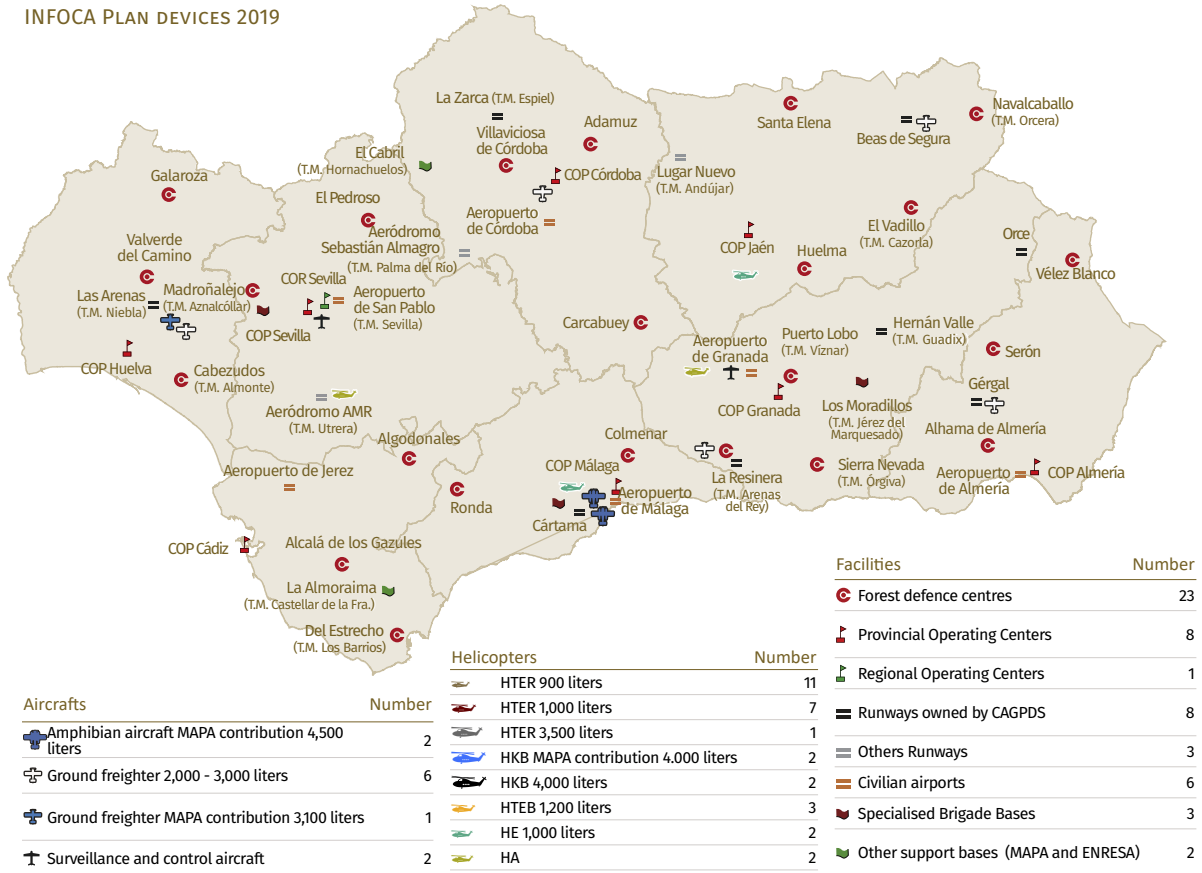 INFOCA Plan devices 2019
La Zarca (T.M. Espiel)
Villaviciosa
de Córdoba
Adamuz
Santa Elena
Beas de Segura
Navalcaballo
(T.M. Orcera)
El Cabril
(T.M. Hornachuelos)
COP Córdoba
Lugar Nuevo
(T.M. Andújar)
Galaroza
El Pedroso
Aeropuerto
de Córdoba
El Vadillo
(T.M. Cazorla)
Aeródromo
Sebastián Almagro
(T.M. Palma del Río)
COP Jaén
Huelma
Orce
Vélez Blanco
Valverde
del Camino
Las Arenas
(T.M. Niebla)
Madroñalejo
(T.M. Aznalcóllar)
COR Sevilla
COP Sevilla
Aeropuerto
de San Pablo
(T.M. Sevilla)
Carcabuey
Puerto Lobo
(T.M. Víznar)
Hernán Valle
(T.M. Guadix)
Aeropuerto
de Granada
Serón
COP Huelva
Cabezudos
(T.M. Almonte)
COP Granada
Los Moradillos
(T.M. Jérez del
Marquesado)
Gérgal
Alhama de Almería
Aeródromo AMR
(T.M. Utrera)
Algodonales
Colmenar
COP Málaga
La Resinera
(T.M. Arenas
del Rey)
Sierra Nevada
(T.M. Órgiva)
Aeropuerto
de Almería
COP Almería
Aeropuerto de Jerez
Ronda
Cártama
Aeropuerto
de Málaga
COP Cádiz
Alcalá de los Gazules
La Almoraima
(T.M. Castellar de la Fra.)
Del Estrecho
(T.M. Los Barrios)
Aircrafts Number
Amphibian aircraft MAPA contribution 4,500
liters 2
Ground freighter 2,000 - 3,000 liters 6
Ground freighter MAPA contribution 3,100 liters 1
Surveillance and control aircraft 2
Helicopters Number
HTER 900 liters 11
HTER 1,000 liters 7
HTER 3,500 liters 1
HKB MAPA contribution 4.000 liters 2
HKB 4,000 liters 2
HTEB 1,200 liters 3
HE 1,000 liters 2
HA 2
Facilities Number
Forest defence centres 23
Provincial Operating Centers 8
Regional Operating Centers 1
Runways owned by CAGPDS 8
Others Runways 3
Civilian airports 6
Specialised Brigade Bases 3
Other support bases (MAPA and ENRESA) 2